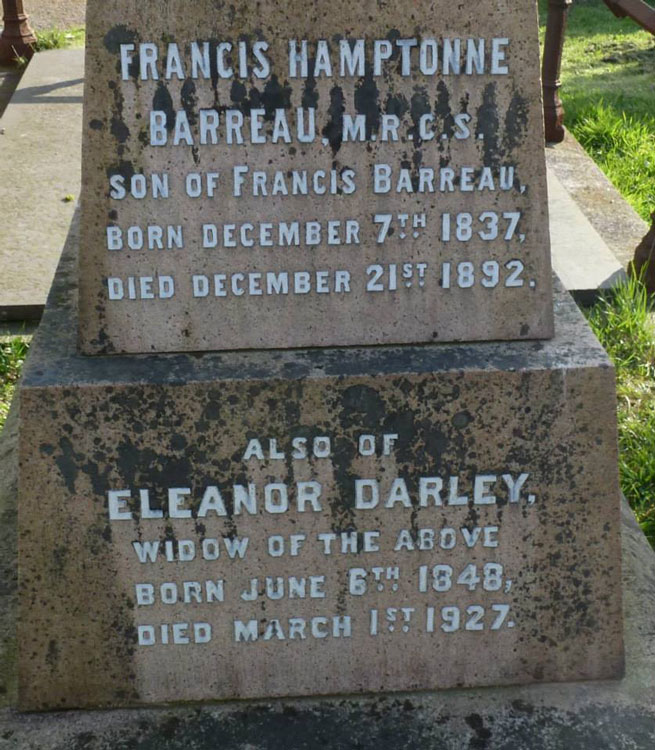 FRANCIS HAMPTONNE
BARREAU, M.R.C.S.
SON OF FRANCIS BARREAU,
BORN DECEMBER 7TH 1837,
DIED DECEMBER 21ST 1892.
ALSO OF
ELEANOR DARLEY,
WIDOW OF THE ABOVE
BORN JUNE 6TH 1848,
DIED MARCH 1ST 1927.